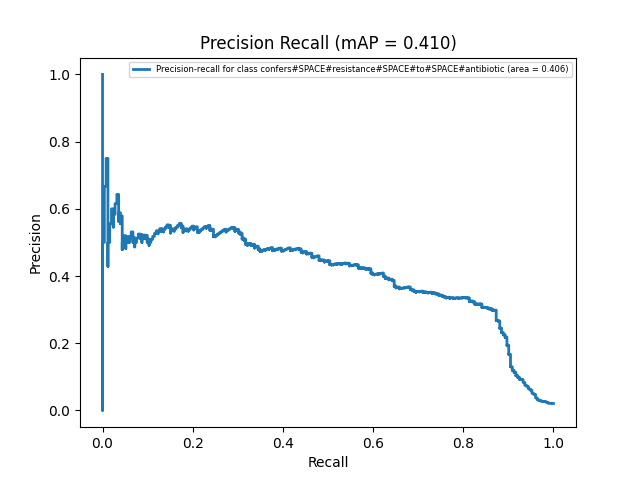 Precision Recall (mAP = 0.410)
Precision-recall for class confers#SPACE#resistance#SPACE#to#SPACE#antibiotic (area = 0.406)
1.0
0.8
0.6
0.4
0.2
0.0
Precision
0.0 0.2 0.4 0.6 0.8 1.0
Recall